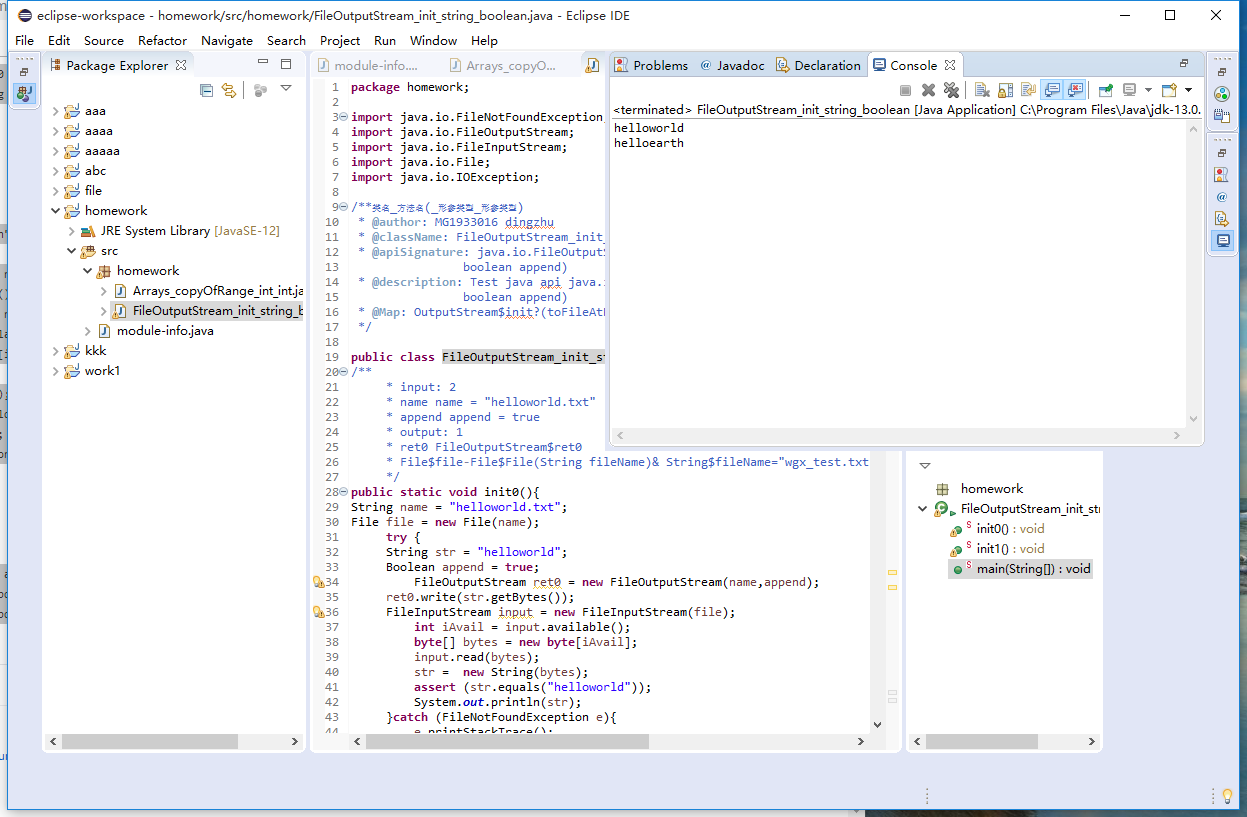 eclipse-workspace - homework/src/homework/FileOutputStream_init_string_boolean.java - Eclipse IDE
File Edit Source Refactor Navigate Search Project Run Window Help
Package Explorer
aaa
aaaa
aaaaa
abc
file
homework
JRE System Library [JavaSE-12]
src
homework
Arrays_copyOfRange_int_int.ja
FileOutputStream_init_string_b
module-info.java
kkk
work1
module-info....
Arrays_copyO...
1 package homework;
2
3 import java.io.FileNotFoundException
4 import java.io.FileOutputStream;
5 import java.io.FileInputStream;
6 import java.io.File;
7 import java.io.IOException;
8
9 /**类名_方法名(_形参类型_形参类型)
10 * @author: MG1933016 dingzhu
11 * @className: FileOutputStream_init_
12 * @apiSignature: java.io.FileOutputS
13 boolean append)
14 * @description: Test java api java.i
15 boolean append)
16 * @Map: OutputStream$init?(toFileAtP
17 */
18
19 public class FileOutputStream_init_st
20 /**
21 * input: 2
22 * name name = "helloworld.txt"
23 * append append = true
24 * output: 1
25 * ret0 FileOutputStream$ret0
26 * File$file-File$File(String fileName)& String$fileName="wgx_test.txt
27 */
28 public static void init0(){
29 String name = "helloworld.txt";
30 File file = new File(name);
31 try {
32 String str = "helloworld";
33 Boolean append = true;
34 FileOutputStream ret0 = new FileOutputStream(name,append);
35 ret0.write(str.getBytes());
36 FileInputStream input = new FileInputStream(file);
37 int iAvail = input.available();
38 byte[] bytes = new byte[iAvail];
39 input.read(bytes);
40 str = new String(bytes);
41 assert (str.equals("helloworld"));
42 System.out.println(str);
43 }catch (FileNotFoundException e){
44 e.printStackTrace();
Problems @ Javadoc Declaration Console
<terminated> FileOutputStream_init_string_boolean [Java Application] C:\Program Files\Java\jdk-13.0.
helloworld
helloearth
homework
FileOutputStream_init_stri
init0() : void
init1() : void
main(String[]) : void